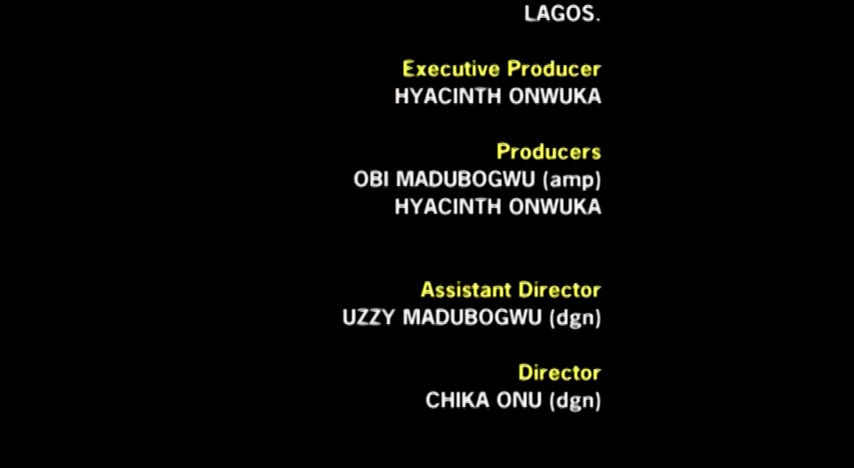 LAGOS.
Executive Producer
HYACINTH ONWUKA
Producers
OBI MADUBOGWU (amp)
HYACINTH ONWUKA
Assistant Director
UZZY MADUBOGWU (dgn)
Director
CHIKA ONU (dgn)